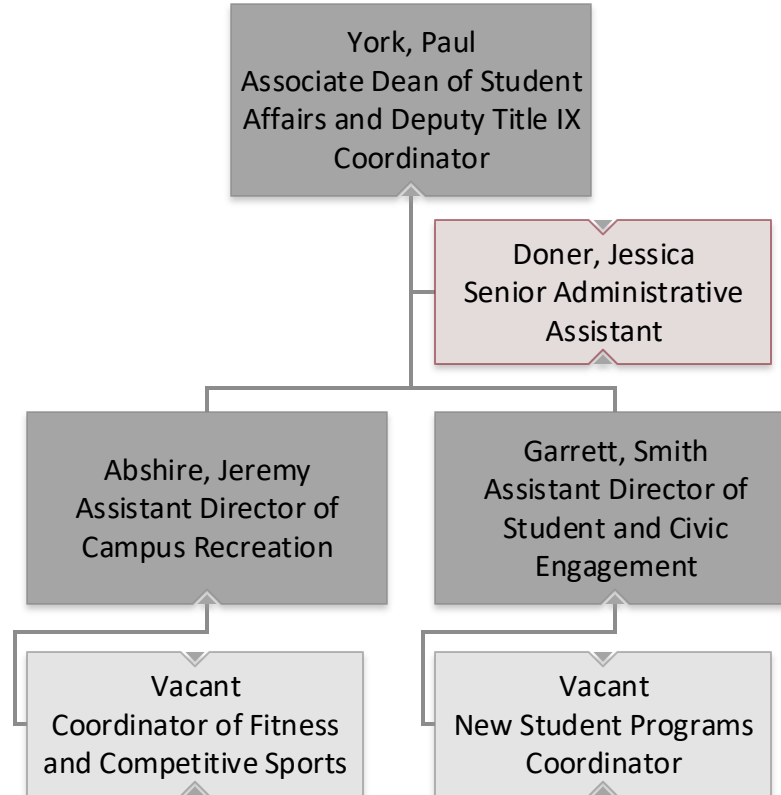 York, Paul
Associate Dean of Student
Affairs and Deputy Title IX
Coordinator
Doner, Jessica
Senior Administrative
Assistant
Abshire, Jeremy
Assistant Director of
Campus Recreation
Garrett, Smith
Assistant Director of
Student and Civic
Engagement
Vacant
Coordinator of Fitness
and Competitive Sports
Vacant
New Student Programs
Coordinator